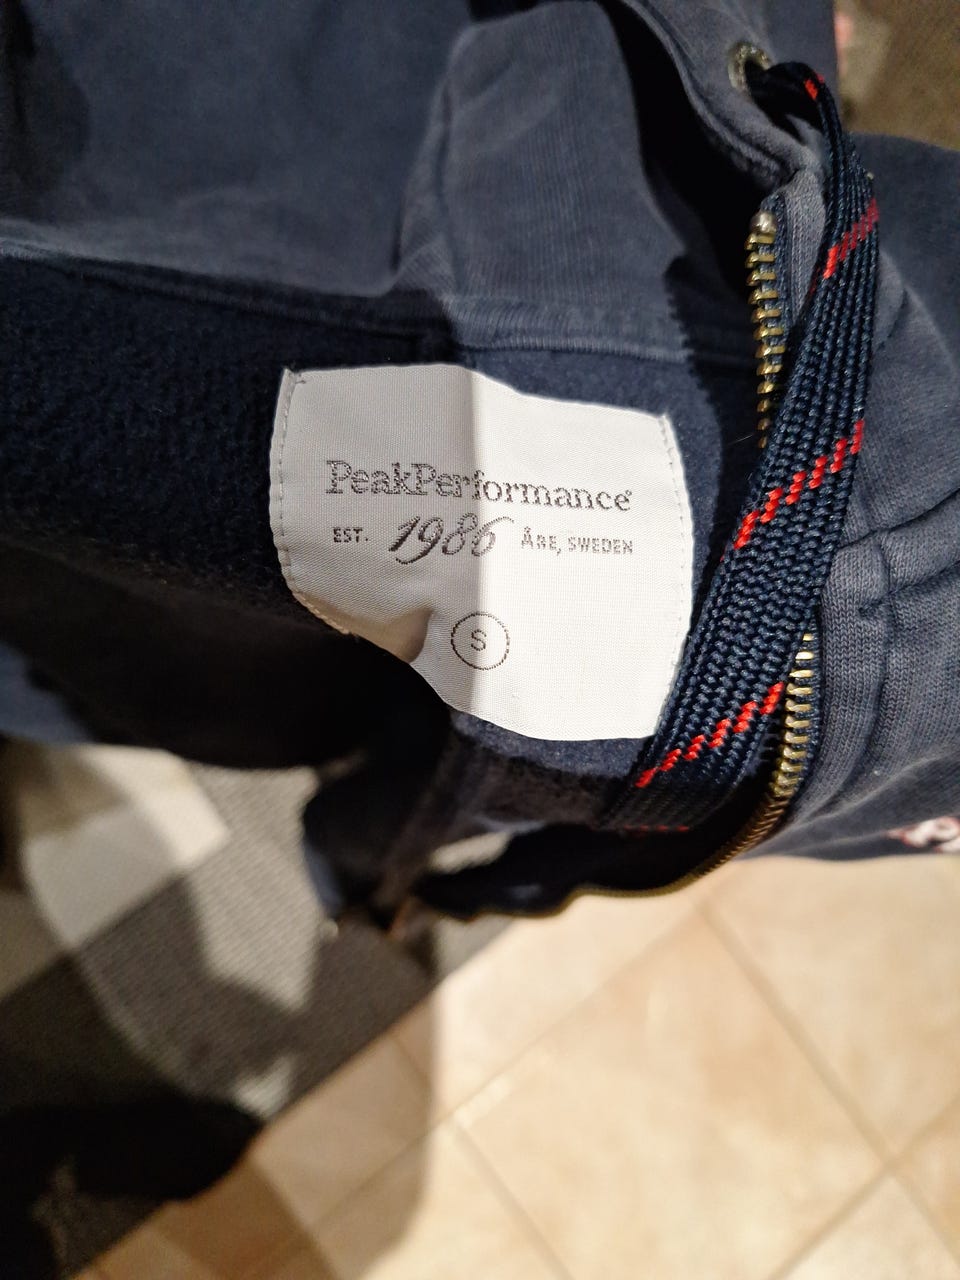 PeakPerformance®
EST. 1986 ÅRE, SWEDEN
S